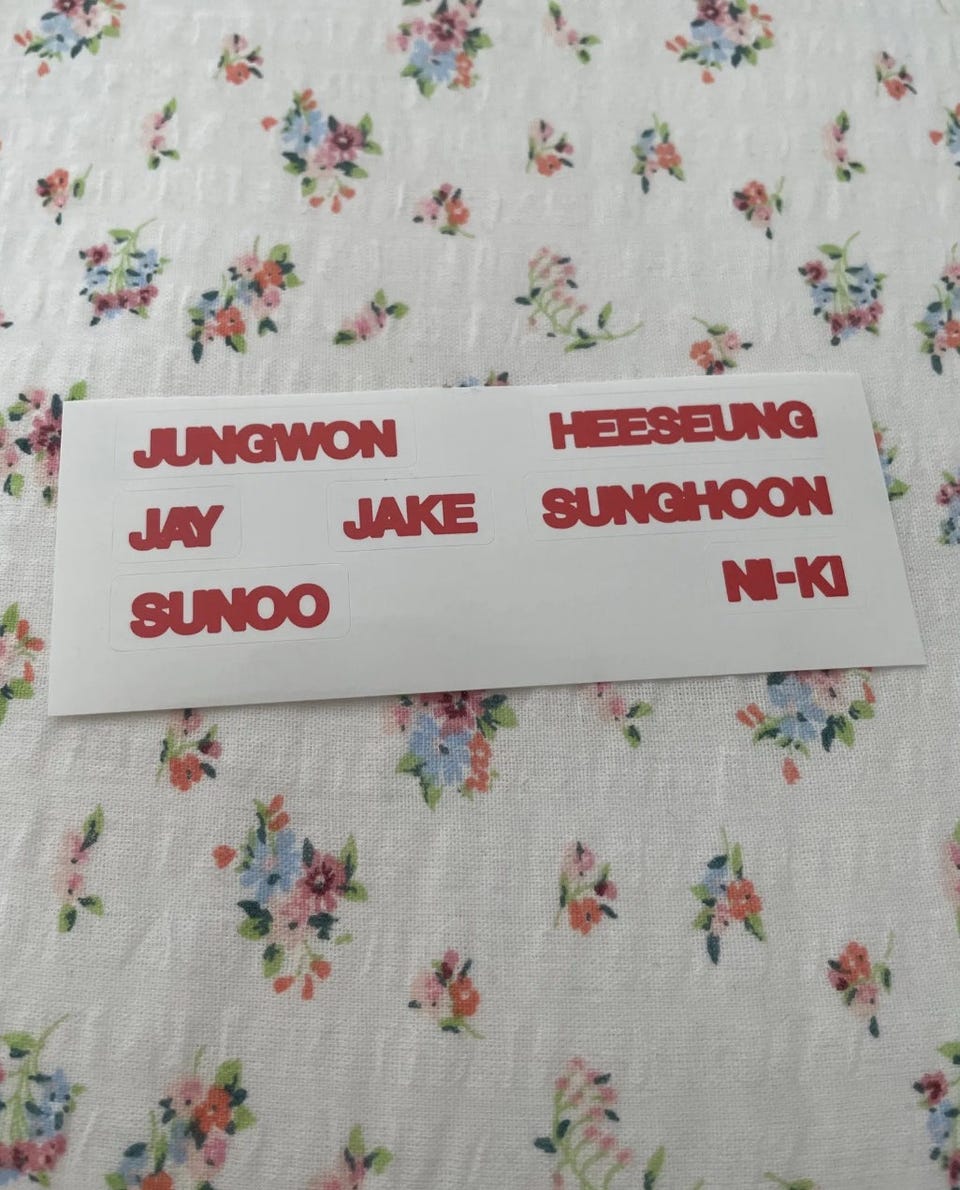 JUNGWON HEESEUNG
JAY JAKE SUNGHOON
SUNOO NI-KI